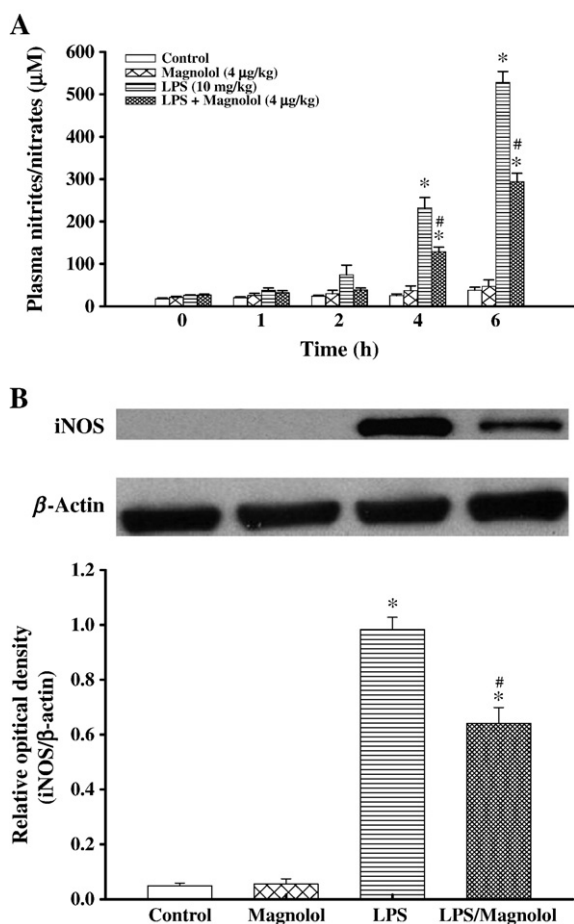 A
Control
Magnolol (4 μg/kg)
LPS (10 mg/kg)
LPS + Magnolol (4 μg/kg)
Plasma nitrites/nitrates (μM)
600
500
400
300
200
100
0
*
#
*
*
#
*
0 1 2 4 6
Time (h)
B
iNOS
β-Actin
Relative opitical density
(iNOS/β-actin)
1.2
1.0
0.8
0.6
0.4
0.2
0.0
*
#
*
Control Magnolol LPS LPS/Magnolol